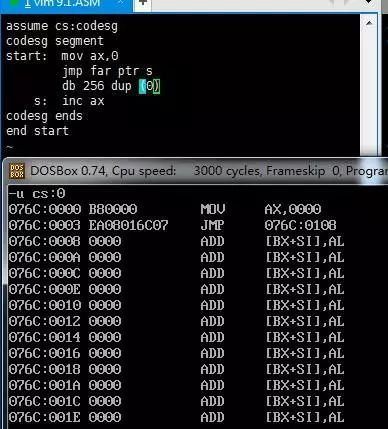 1 vim 9.1.ASM
assume cs:codesg
codesg segment
start:  mov ax,0
        jmp far ptr s
        db 256 dup (0)
    s:  inc ax
codesg ends
end start
~
DOSBox 0.74, Cpu speed:    3000 cycles, Frameskip  0, Progra
-u cs:0
076C:0000 B80000        MOV     AX,0000
076C:0003 EA08016C07    JMP     076C:0108
076C:0008 0000          ADD     [BX+SI],AL
076C:000A 0000          ADD     [BX+SI],AL
076C:000C 0000          ADD     [BX+SI],AL
076C:000E 0000          ADD     [BX+SI],AL
076C:0010 0000          ADD     [BX+SI],AL
076C:0012 0000          ADD     [BX+SI],AL
076C:0014 0000          ADD     [BX+SI],AL
076C:0016 0000          ADD     [BX+SI],AL
076C:0018 0000          ADD     [BX+SI],AL
076C:001A 0000          ADD     [BX+SI],AL
076C:001C 0000          ADD     [BX+SI],AL
076C:001E 0000          ADD     [BX+SI],AL